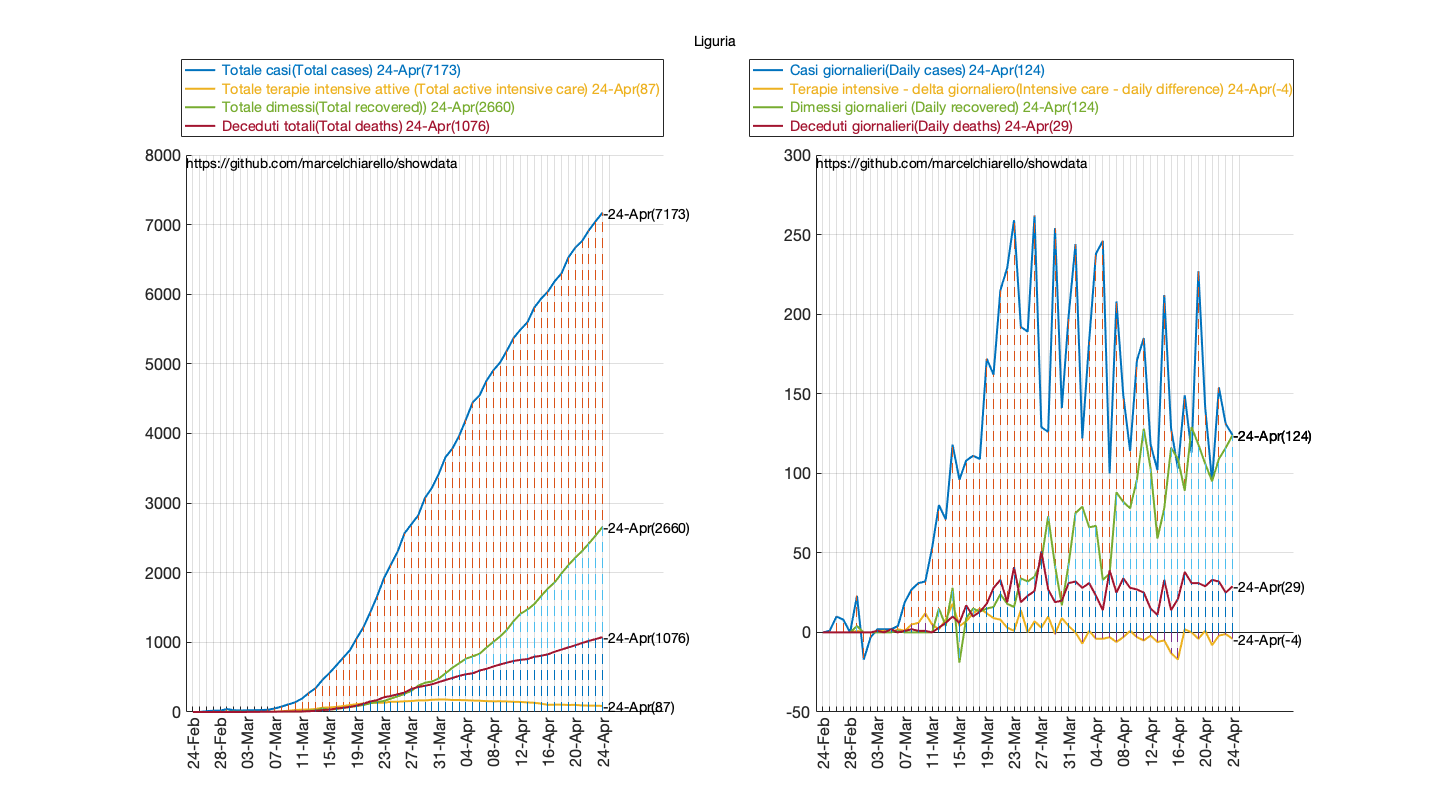 Liguria
Totale casi(Total cases) 24-Apr(7173)
Totale terapie intensive attive (Total active intensive care) 24-Apr(87)
Totale dimessi(Total recovered)) 24-Apr(2660)
Deceduti totali(Total deaths) 24-Apr(1076)
8000
https://github.com/marcelchiarello/showdata
7000
6000
5000
4000
3000
2000
1000
0
-24-Apr(7173)
-24-Apr(2660)
-24-Apr(1076)
-24-Apr(87)
24-Feb
28-Feb
03-Mar
07-Mar
11-Mar
15-Mar
19-Mar
23-Mar
27-Mar
31-Mar
04-Apr
08-Apr
12-Apr
16-Apr
20-Apr
24-Apr
Casi giornalieri(Daily cases) 24-Apr(124)
Terapie intensive - delta giornaliero(Intensive care - daily difference) 24-Apr(-4)
Dimessi giornalieri (Daily recovered) 24-Apr(124)
Deceduti giornalieri(Daily deaths) 24-Apr(29)
300
https://github.com/marcelchiarello/showdata
250
200
150
100
50
0
-50
-24-Apr(124)
-24-Apr(29)
-24-Apr(-4)
24-Feb
28-Feb
03-Mar
07-Mar
11-Mar
15-Mar
19-Mar
23-Mar
27-Mar
31-Mar
04-Apr
08-Apr
12-Apr
16-Apr
20-Apr
24-Apr